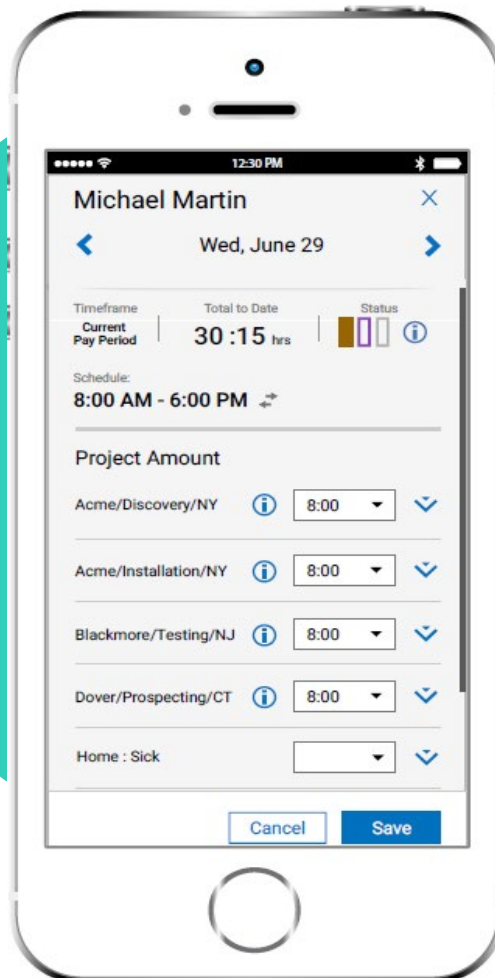 12:30 PM
Michael Martin
Wed, June 29
Timeframe
Total to Date
Status
Current
Pay Period
30 :15 hrs
Schedule:
8:00 AM - 6:00 PM
Project Amount
Acme/Discovery/NY 8:00
Acme/Installation/NY 8:00
Blackmore/Testing/NJ 8:00
Dover/Prospecting/CT 8:00
Home : Sick
Cancel Save